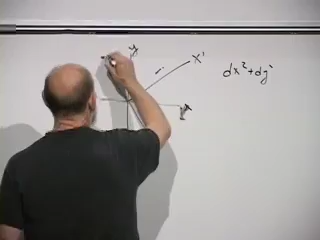 y
x'
dx² + dy²